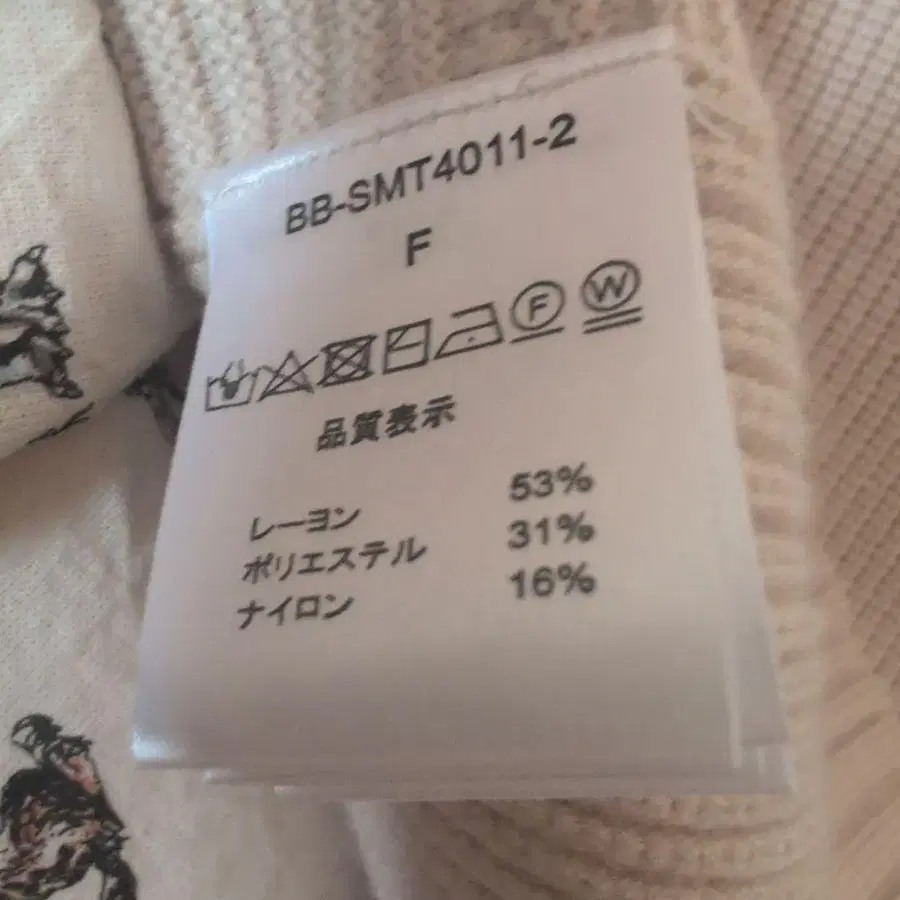 BB-SMT4011-2
F
F W
品質表示
レーヨン 53%
ポリエステル 31%
ナイロン 16%